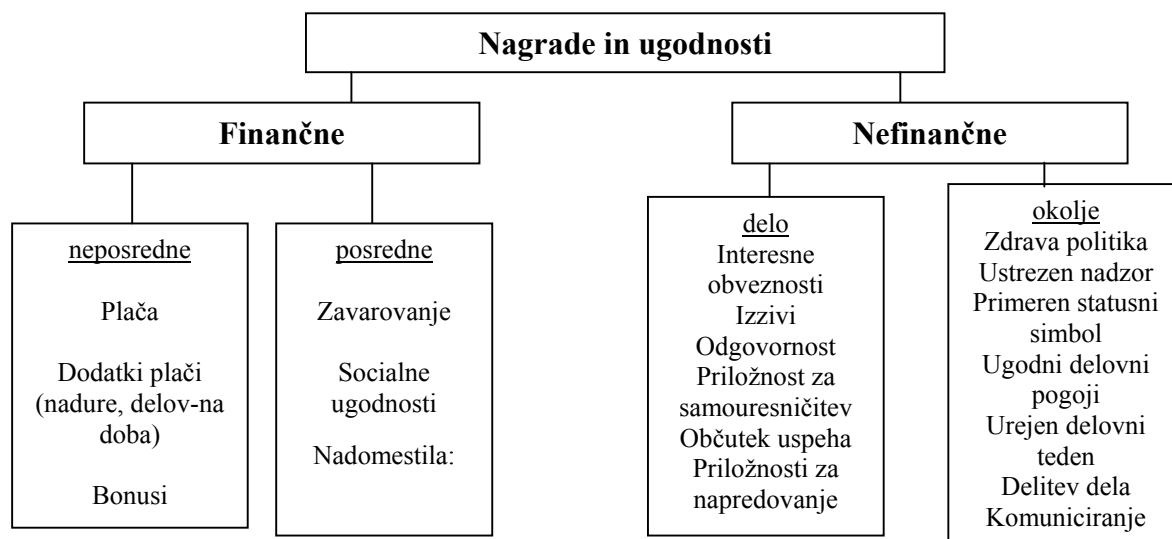 Nagrade in ugodnosti
Finančne
Nefinančne
neposredne
Plača
Dodatki plači
(nadure, delov-na
doba)
Bonusi
posredne
Zavarovanje
Socialne
ugodnosti
Nadomestila:
delo
Interesne
obveznosti
Izzivi
Odgovornost
Priložnost za
samouresničitev
Občutek uspeha
Priložnosti za
napredovanje
okolje
Zdrava politika
Ustrezen nadzor
Primeren statusni
simbol
Ugodni delovni
pogoji
Urejen delovni
teden
Delitev dela
Komuniciranje